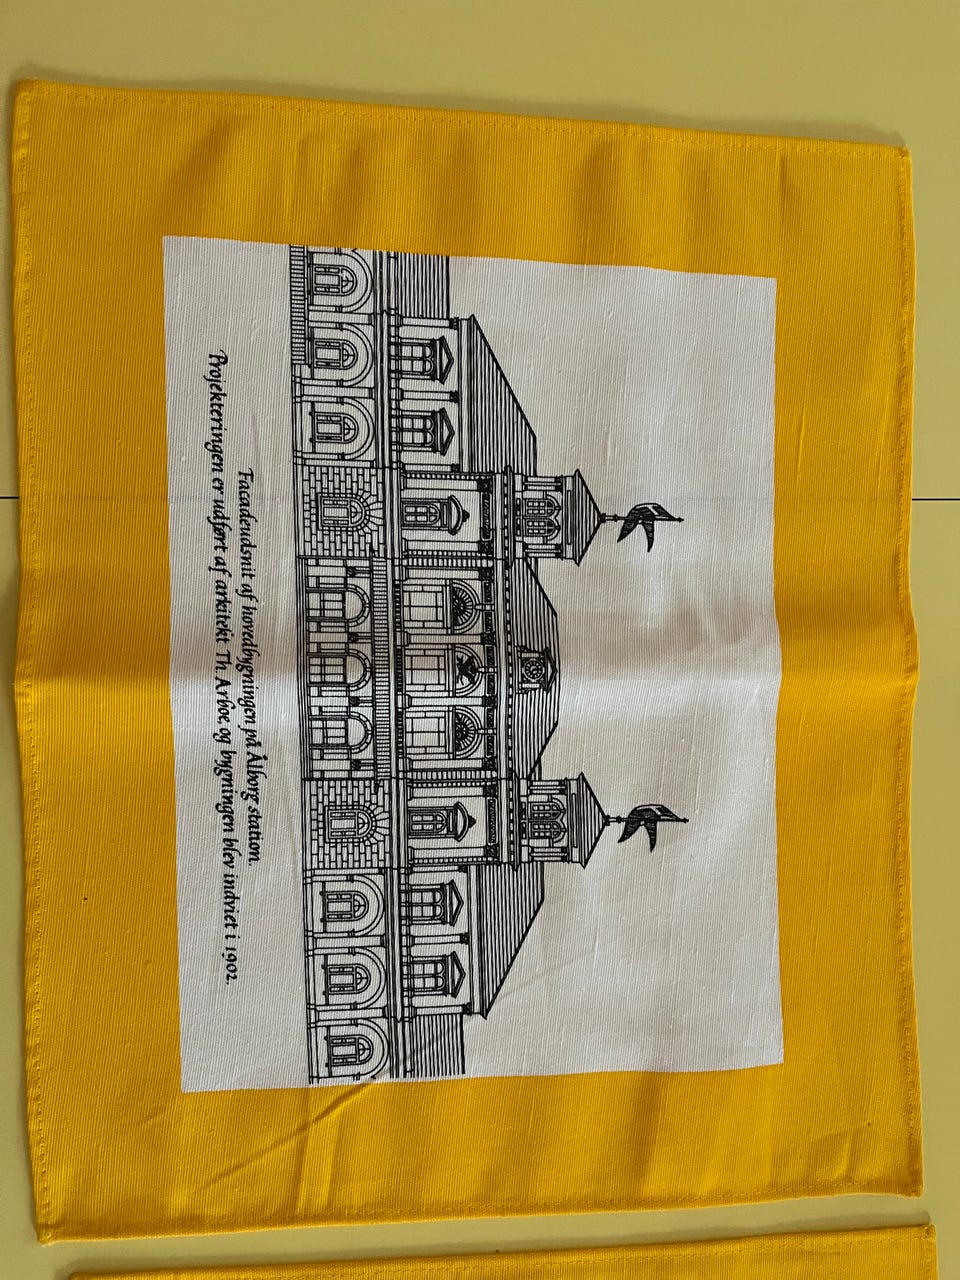 Facadeudsnit af hovedbygningen på Ålborg station.
Projekteringen er udført af arkitekt Th. Arboe, og bygningen blev indviet i 1902.